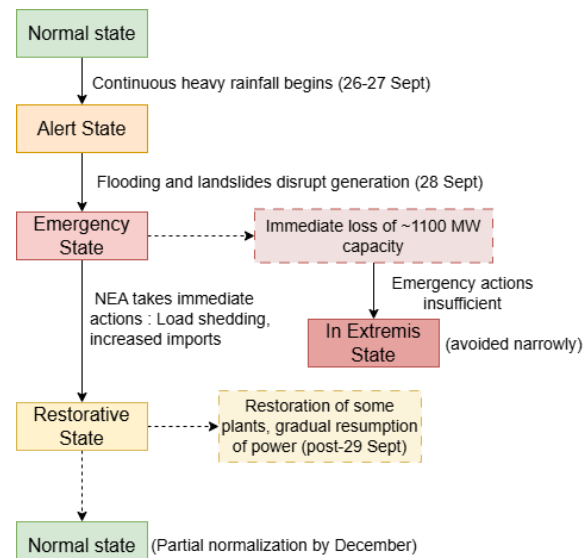 Normal state
Continuous heavy rainfall begins (26-27 Sept)
Alert State
Flooding and landslides disrupt generation (28 Sept)
Emergency
State
Immediate loss of ~1100 MW
capacity
NEA takes immediate
actions : Load shedding,
increased imports
Emergency actions
insufficient
In Extremis
State
(avoided narrowly)
Restorative
State
Restoration of some
plants, gradual resumption
of power (post-29 Sept)
Normal state
(Partial normalization by December)